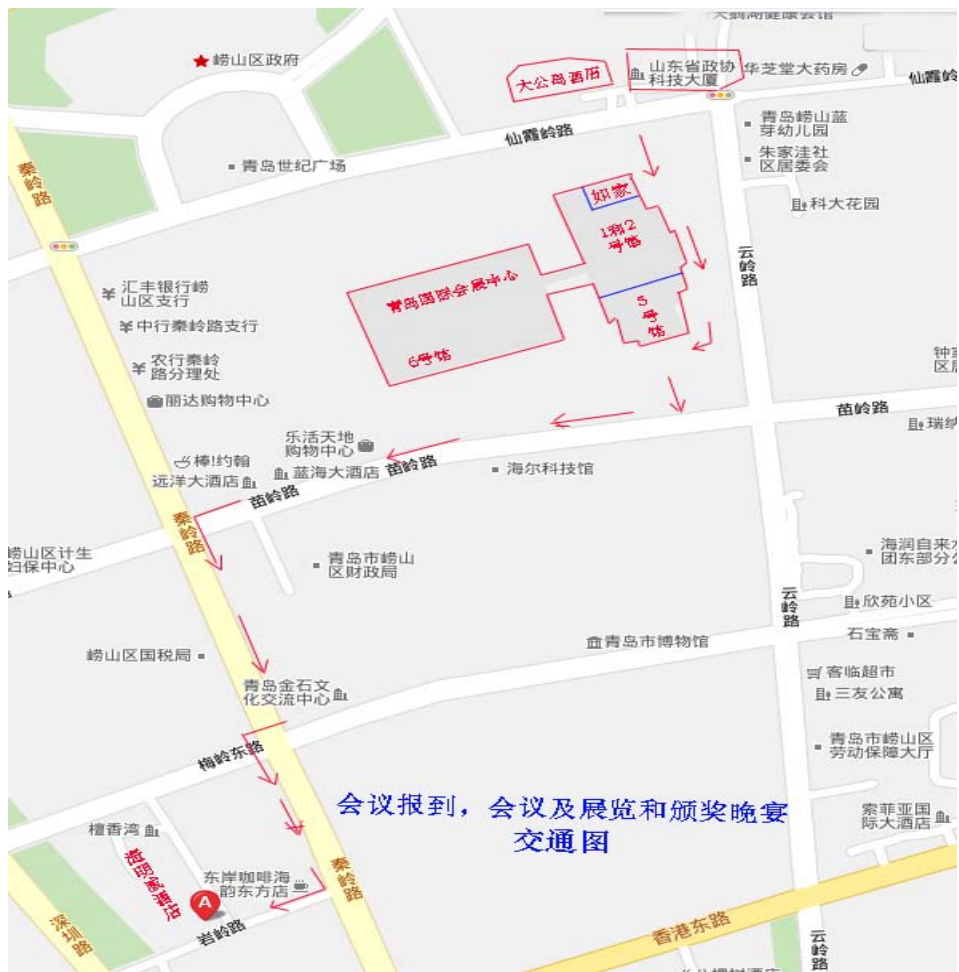 天鹅湖健康会馆
崂山区政府
大公岛酒店
山东省政协
科技大厦
华芝堂大药房
仙霞岭
仙霞岭路
青岛崂山蓝
芽幼儿园
朱家洼社
区居委会
秦岭路
青岛世纪广场
如家
科大花园
1和2
号馆
云岭路
汇丰银行崂
山区支行
青岛国际会展中心
5
号
馆
中行秦岭路支行
6号馆
农行秦岭
路分理处
丽达购物中心
苗岭路
瑞纳
乐活天地
购物中心
棒!约翰
蓝海大酒店
苗岭路
海尔科技馆
远洋大酒店
苗岭路
秦岭路
崂山区计生
妇保中心
青岛市崂山
区财政局
海润自来水
团东部分公
云岭路
欣苑小区
青岛市博物馆
石宝斋
崂山区国税局
客临超市
三友公寓
青岛金石文
化交流中心
梅岭东路
青岛市崂山区
劳动保障大厅
会议报到，会议及展览和颁奖晚宴
交通图
索菲亚国
际大酒店
檀香湾
海明威酒店
东岸咖啡海
韵东方店
...
秦岭路
A
深圳路
岩岭路
香港东路
云岭路